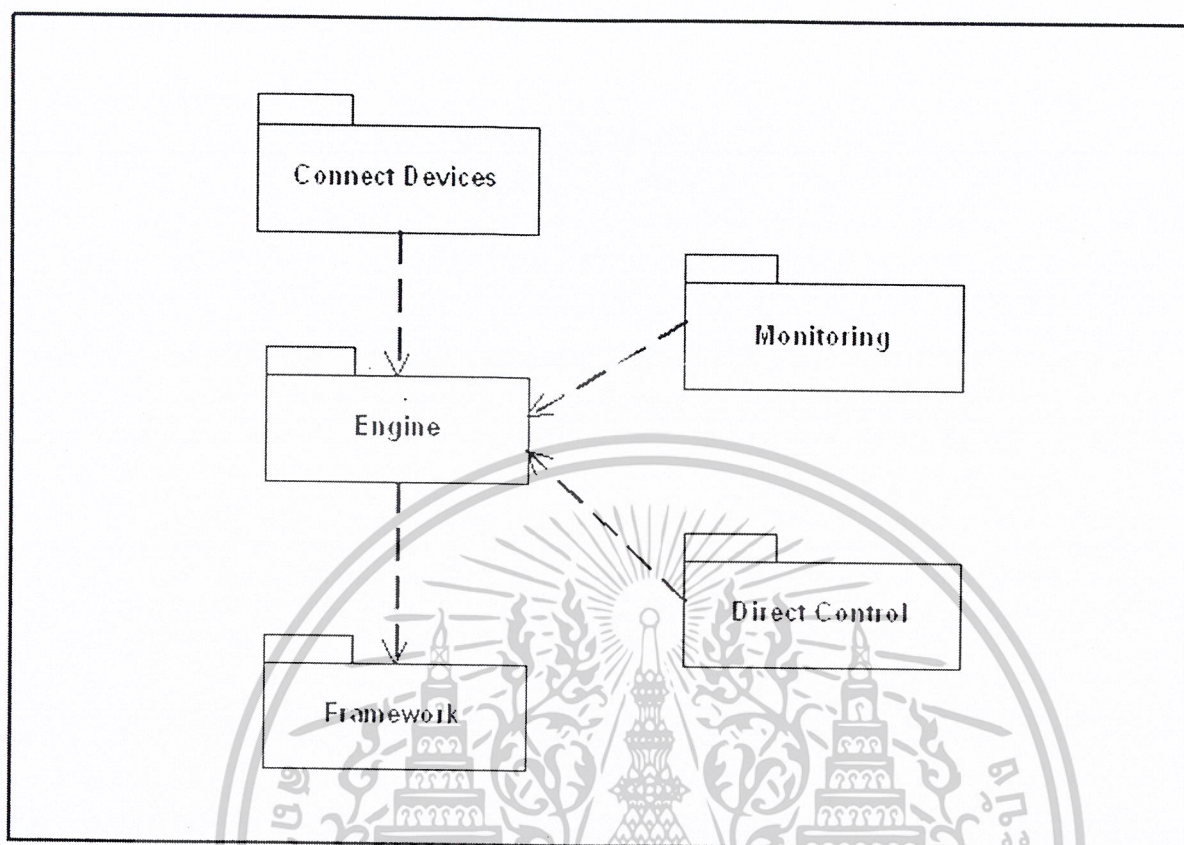 Connect Devices
Monitoring
Engine
Direct Control
Framework